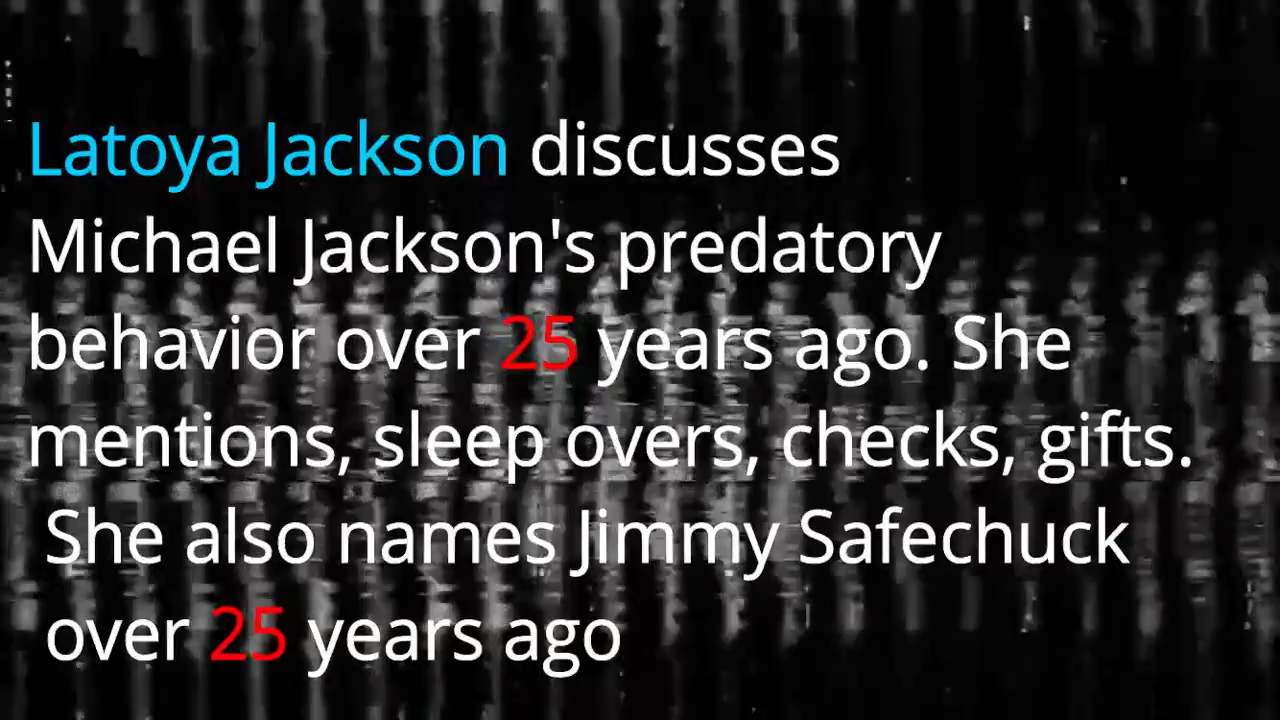 Latoya Jackson discusses
Michael Jackson's predatory
behavior over 25 years ago. She
mentions, sleep overs, checks, gifts.
She also names Jimmy Safechuck
over 25 years ago